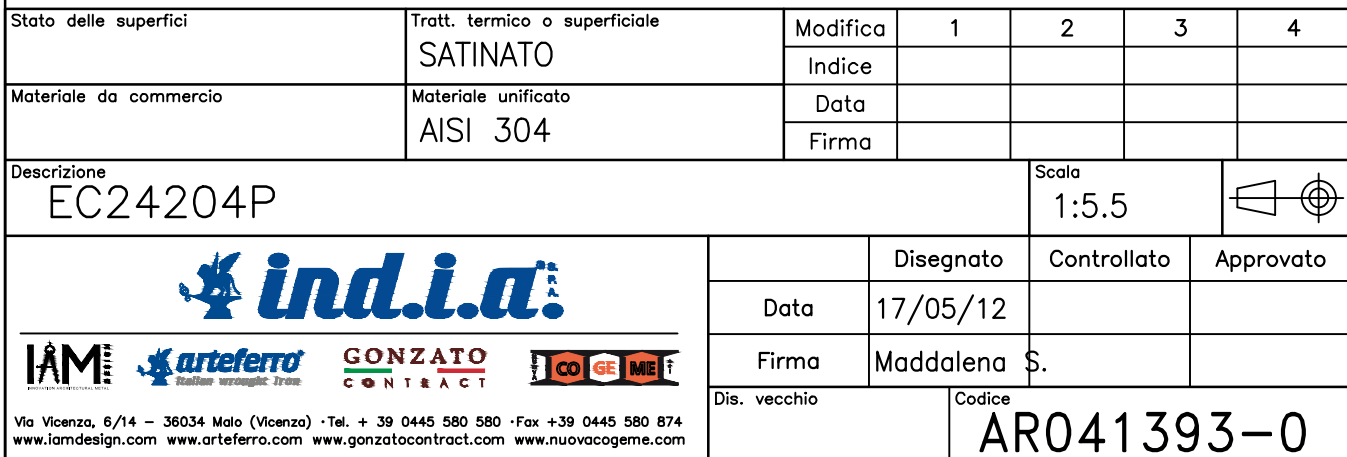 Stato delle superfici
Tratt. termico o superficiale
SATINATO
Modifica 1 2 3 4
Indice
Materiale da commercio
Materiale unificato
AISI 304
Data
Firma
Descrizione
EC24204P
Scala
1:5.5
ind.i.a. S.P.A.
Disegnato Controllato Approvato
Data 17/05/12
Firma Maddalena S.
IAM DESIGN
INNOVATION ARCHITECTURAL METAL
arteferro
Italian wrought iron
GONZATO
CONTRACT
CO GE ME
Via Vicenza, 6/14 - 36034 Malo (Vicenza) ·Tel. + 39 0445 580 580 ·Fax +39 0445 580 874
www.iamdesign.com www.arteferro.com www.gonzatocontract.com www.nuovacogeme.com
Dis. vecchio
Codice
AR041393-0